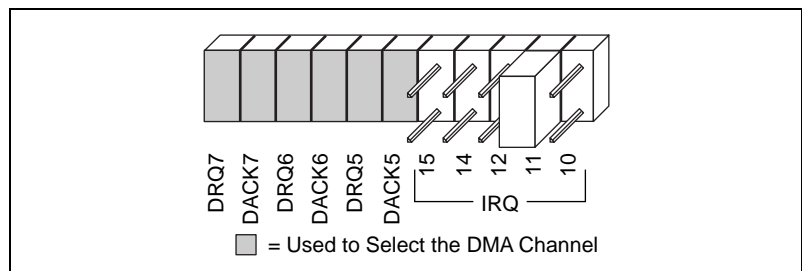 DRQ7
DACK7
DRQ6
DACK6
DRQ5
DACK5
15
14
12
11
10
IRQ
= Used to Select the DMA Channel